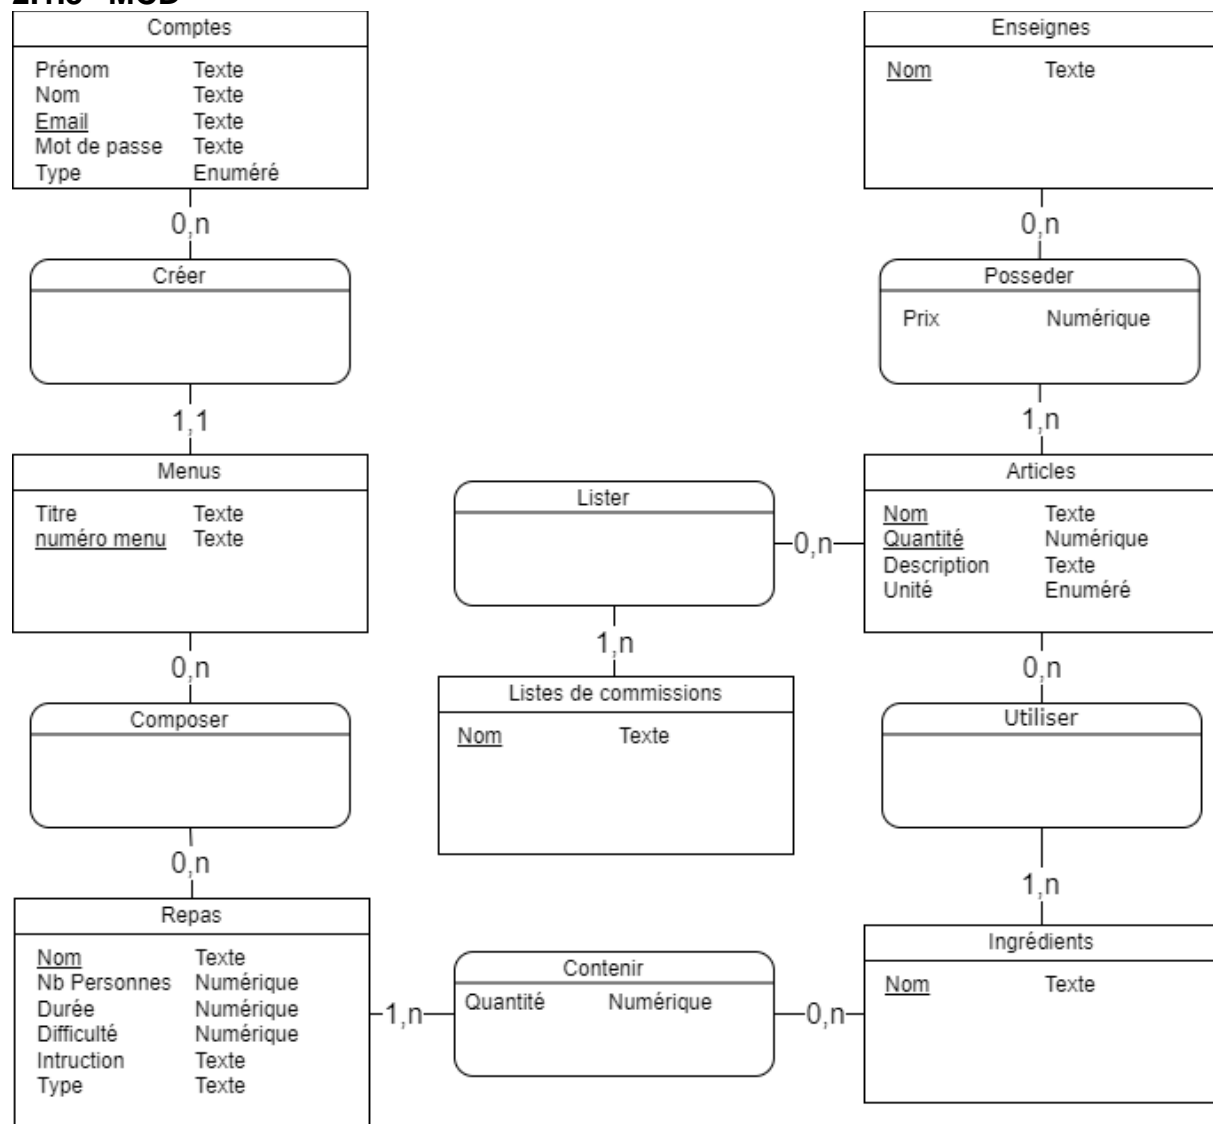 Comptes
Prénom Texte
Nom Texte
Email Texte
Mot de passe Texte
Type Enuméré
0,n
Créer
1,1
Menus
Titre Texte
numéro menu Texte
0,n
Composer
0,n
Repas
Nom Texte
Nb Personnes Numérique
Durée Numérique
Difficulté Numérique
Intruction Texte
Type Texte
1,n
Contenir
Quantité Numérique
0,n
Lister
0,n
1,n
Listes de commissions
Nom Texte
Enseignes
Nom Texte
0,n
Posseder
Prix Numérique
1,n
Articles
Nom Texte
Quantité Numérique
Description Texte
Unité Enuméré
0,n
Utiliser
1,n
Ingrédients
Nom Texte